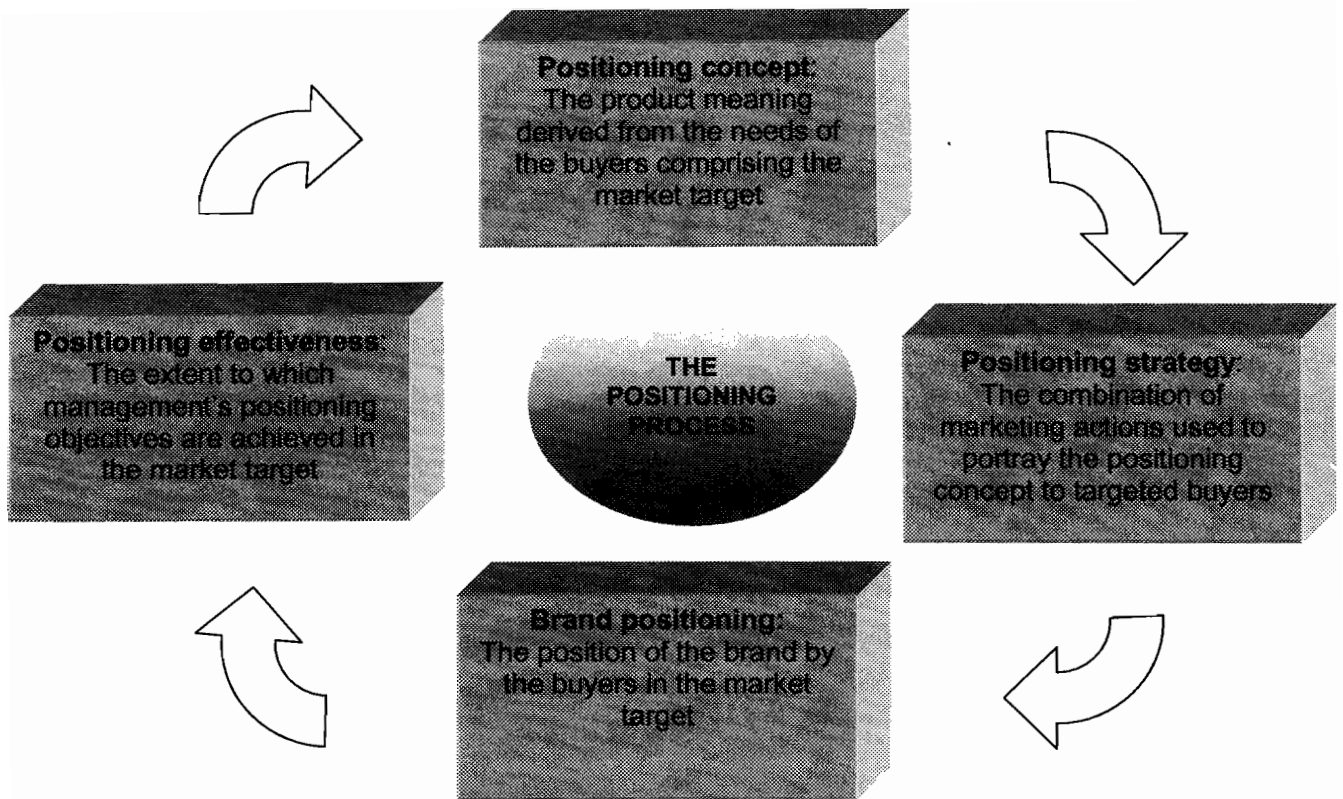 Positioning concept:
The product meaning
derived from the needs of
the buyers comprising the
market target
Positioning effectiveness:
The extent to which
management's positioning
objectives are achieved in
the market target
THE
POSITIONING
PROCESS
Positioning strategy:
The combination of
marketing actions used to
portray the positioning
concept to targeted buyers
Brand positioning:
The position of the brand by
the buyers in the market
target